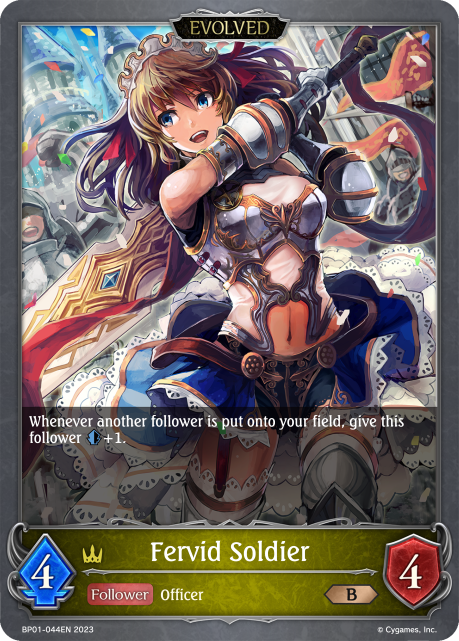 EVOLVED
Whenever another follower is put onto your field, give this
follower +1.
Fervid Soldier
4
4
Follower Officer
B
BP01-044EN 2023
© Cygames, Inc.